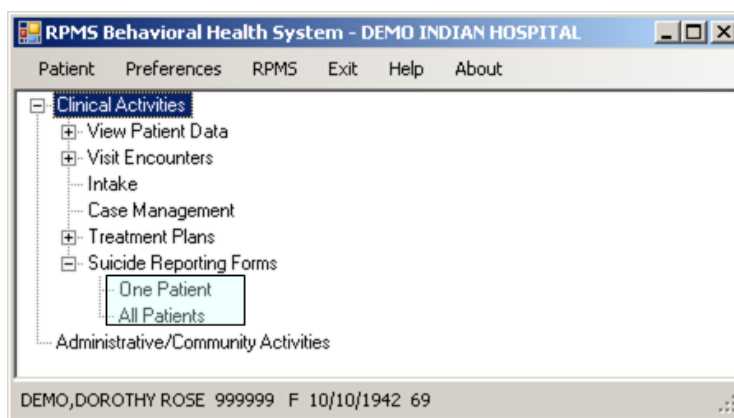 RPMS Behavioral Health System - DEMO INDIAN HOSPITAL
Patient Preferences RPMS Exit Help About
Clinical Activities
View Patient Data
Visit Encounters
Intake
Case Management
Treatment Plans
Suicide Reporting Forms
One Patient
All Patients
Administrative/Community Activities
DEMO,DOROTHY ROSE 999999 F 10/10/1942 69